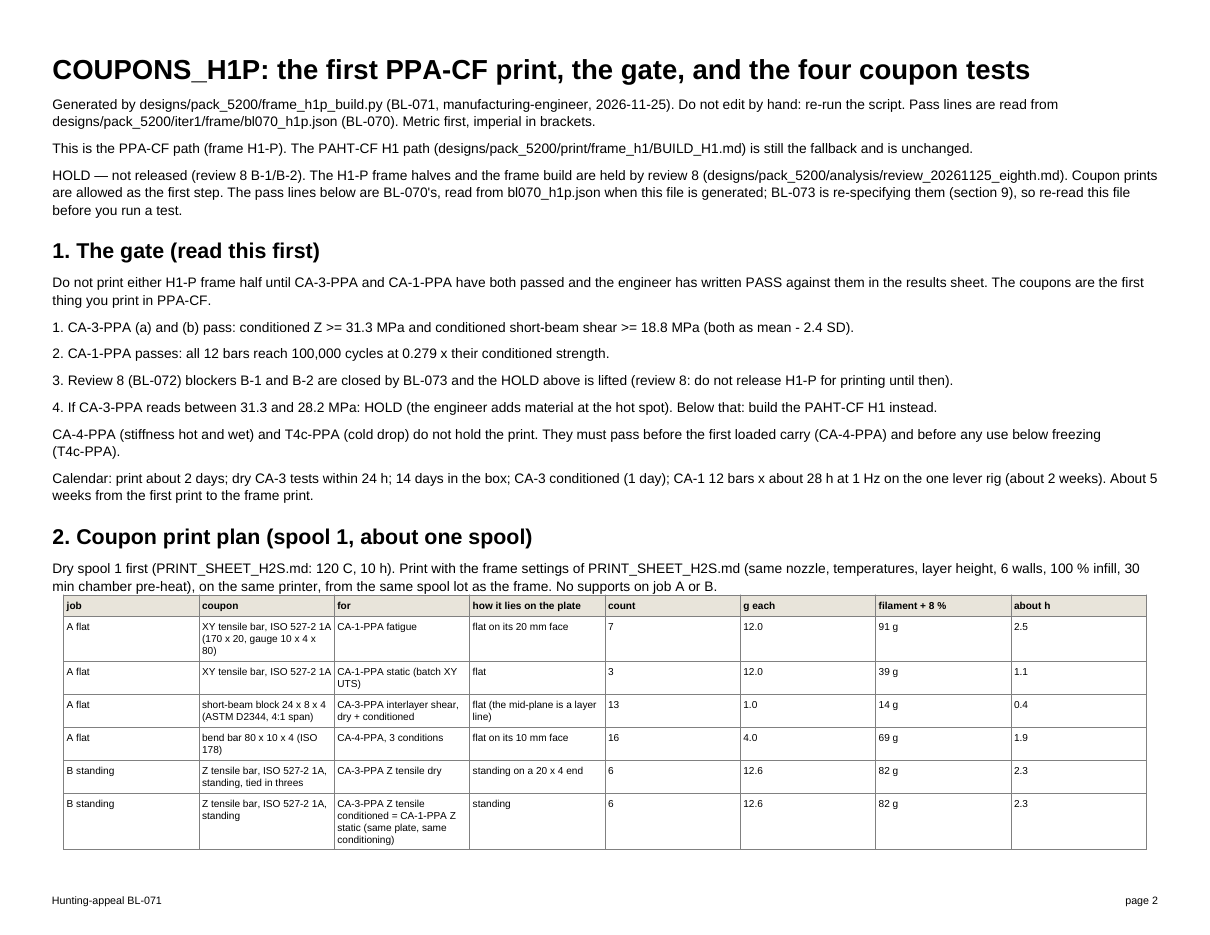 COUPONS_H1P: the first PPA-CF print, the gate, and the four coupon tests
Generated by designs/pack_5200/frame_h1p_build.py (BL-071, manufacturing-engineer, 2026-11-25). Do not edit by hand: re-run the script. Pass lines are read from
designs/pack_5200/iter1/frame/bl070_h1p.json (BL-070). Metric first, imperial in brackets.
This is the PPA-CF path (frame H1-P). The PAHT-CF H1 path (designs/pack_5200/print/frame_h1/BUILD_H1.md) is still the fallback and is unchanged.
HOLD — not released (review 8 B-1/B-2). The H1-P frame halves and the frame build are held by review 8 (designs/pack_5200/analysis/review_20261125_eighth.md). Coupon prints
are allowed as the first step. The pass lines below are BL-070's, read from bl070_h1p.json when this file is generated; BL-073 is re-specifying them (section 9), so re-read this file
before you run a test.
1. The gate (read this first)
Do not print either H1-P frame half until CA-3-PPA and CA-1-PPA have both passed and the engineer has written PASS against them in the results sheet. The coupons are the first
thing you print in PPA-CF.
1. CA-3-PPA (a) and (b) pass: conditioned Z >= 31.3 MPa and conditioned short-beam shear >= 18.8 MPa (both as mean - 2.4 SD).
2. CA-1-PPA passes: all 12 bars reach 100,000 cycles at 0.279 x their conditioned strength.
3. Review 8 (BL-072) blockers B-1 and B-2 are closed by BL-073 and the HOLD above is lifted (review 8: do not release H1-P for printing until then).
4. If CA-3-PPA reads between 31.3 and 28.2 MPa: HOLD (the engineer adds material at the hot spot). Below that: build the PAHT-CF H1 instead.
CA-4-PPA (stiffness hot and wet) and T4c-PPA (cold drop) do not hold the print. They must pass before the first loaded carry (CA-4-PPA) and before any use below freezing
(T4c-PPA).
Calendar: print about 2 days; dry CA-3 tests within 24 h; 14 days in the box; CA-3 conditioned (1 day); CA-1 12 bars x about 28 h at 1 Hz on the one lever rig (about 2 weeks). About 5
weeks from the first print to the frame print.
2. Coupon print plan (spool 1, about one spool)
Dry spool 1 first (PRINT_SHEET_H2S.md: 120 C, 10 h). Print with the frame settings of PRINT_SHEET_H2S.md (same nozzle, temperatures, layer height, 6 walls, 100 % infill, 30
min chamber pre-heat), on the same printer, from the same spool lot as the frame. No supports on job A or B.
job coupon for how it lies on the plate count g each filament + 8 % about h
A flat XY tensile bar, ISO 527-2 1A CA-1-PPA fatigue flat on its 20 mm face 7 12.0 91 g 2.5
(170 x 20, gauge 10 x 4 x
80)
A flat XY tensile bar, ISO 527-2 1A CA-1-PPA static (batch XY flat 3 12.0 39 g 1.1
UTS)
A flat short-beam block 24 x 8 x 4 CA-3-PPA interlayer shear, flat (the mid-plane is a layer 13 1.0 14 g 0.4
(ASTM D2344, 4:1 span) dry + conditioned line)
A flat bend bar 80 x 10 x 4 (ISO CA-4-PPA, 3 conditions flat on its 10 mm face 16 4.0 69 g 1.9
178)
B standing Z tensile bar, ISO 527-2 1A, CA-3-PPA Z tensile dry standing on a 20 x 4 end 6 12.6 82 g 2.3
standing, tied in threes
B standing Z tensile bar, ISO 527-2 1A, CA-3-PPA Z tensile standing 6 12.6 82 g 2.3
standing conditioned = CA-1-PPA Z
static (same plate, same
conditioning)
Hunting-appeal BL-071 page 2